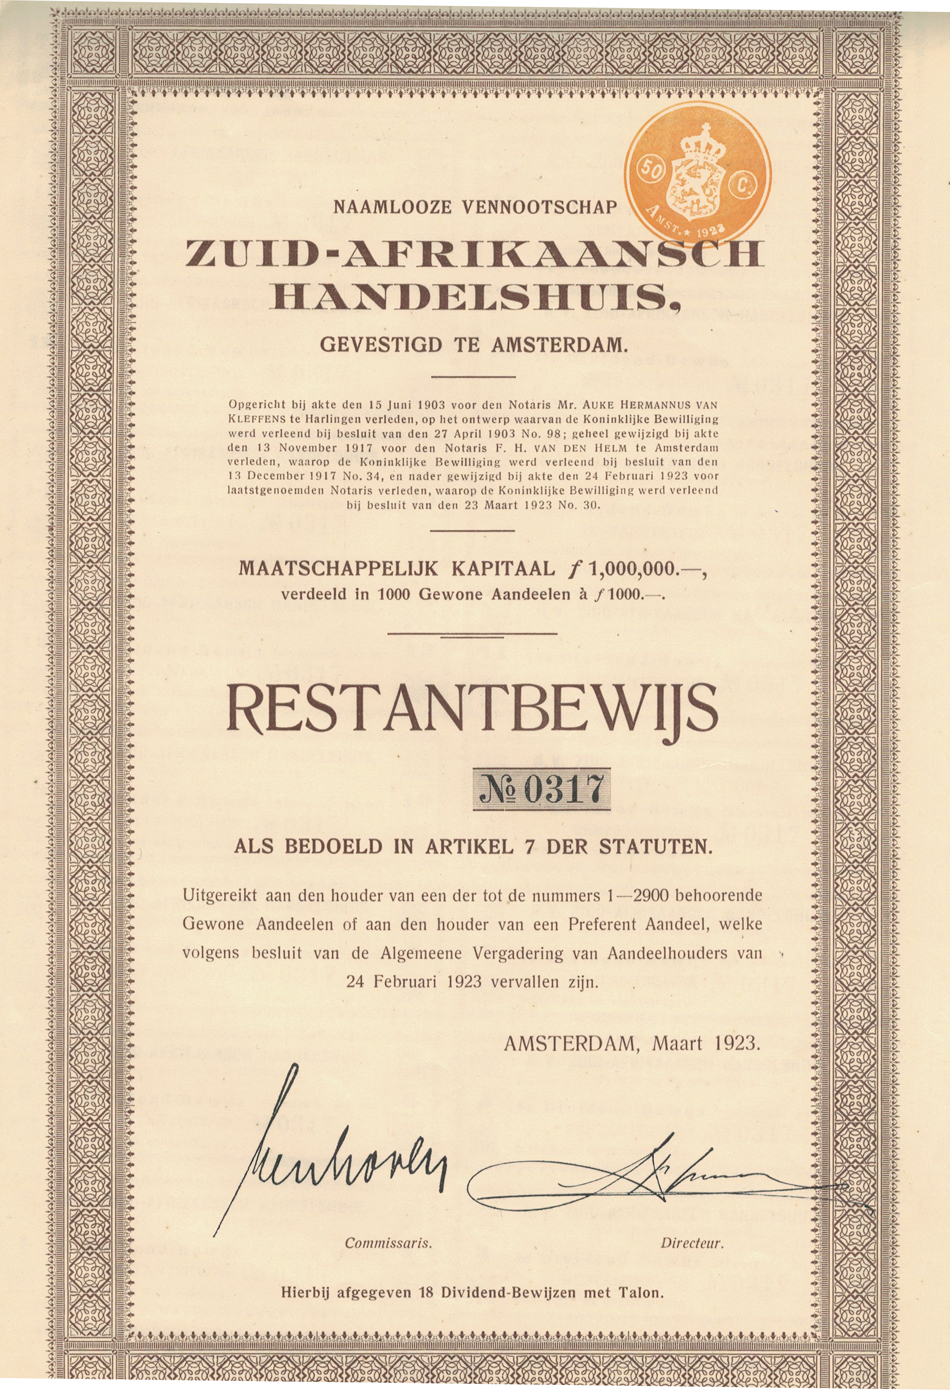 50 C.
AMST. ★ 1923
NAAMLOOZE VENNOOTSCHAP
ZUID-AFRIKAANSCH
HANDELSHUIS,
GEVESTIGD TE AMSTERDAM.
Opgericht bij akte den 15 Juni 1903 voor den Notaris Mr. AUKE HERMANNUS VAN
KLEFFENS te Harlingen verleden, op het ontwerp waarvan de Koninklijke Bewilliging
werd verleend bij besluit van den 27 April 1903 No. 98; geheel gewijzigd bij akte
den 13 November 1917 voor den Notaris F. H. VAN DEN HELM te Amsterdam
verleden, waarop de Koninklijke Bewilliging werd verleend bij besluit van den
13 December 1917 No. 34, en nader gewijzigd bij akte den 24 Februari 1923 voor
laatstgenoemden Notaris verleden, waarop de Koninklijke Bewilliging werd verleend
bij besluit van den 23 Maart 1923 No. 30.
MAATSCHAPPELIJK KAPITAAL ƒ 1,000,000.—,
verdeeld in 1000 Gewone Aandeelen à ƒ 1000.—.
RESTANTBEWIJS
№ 0317
ALS BEDOELD IN ARTIKEL 7 DER STATUTEN.
Uitgereikt aan den houder van een der tot de nummers 1—2900 behoorende
Gewone Aandeelen of aan den houder van een Preferent Aandeel, welke
volgens besluit van de Algemeene Vergadering van Aandeelhouders van
24 Februari 1923 vervallen zijn.
AMSTERDAM, Maart 1923.
Commissaris.
Directeur.
Hierbij afgegeven 18 Dividend-Bewijzen met Talon.